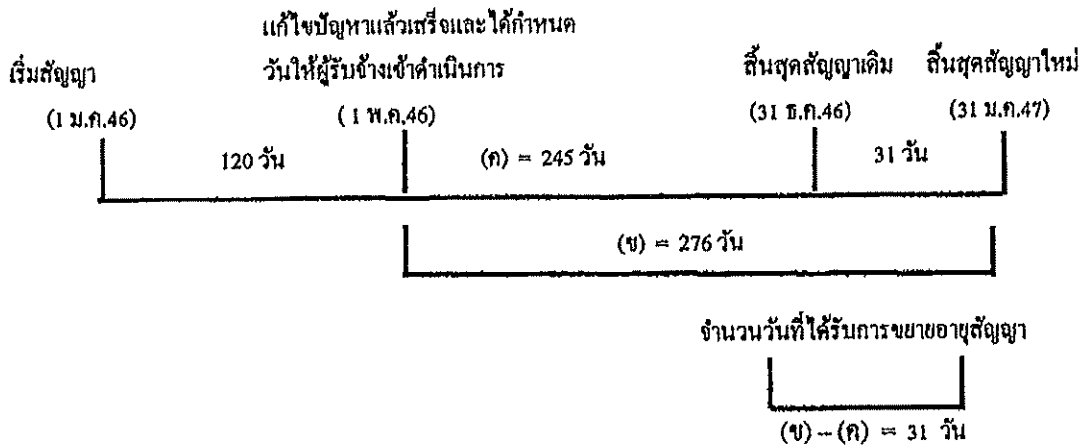 แก้ไขปัญหาแล้วเสร็จและได้กำหนด
เริ่มสัญญา วันให้ผู้รับจ้างเข้าดำเนินการ สิ้นสุดสัญญาเดิม สิ้นสุดสัญญาใหม่
(1 ม.ค.46) ( 1 พ.ค.46) (31 ธ.ค.46) (31 ม.ค.47)
120 วัน (ค) = 245 วัน 31 วัน
(ข) = 276 วัน
จำนวนวันที่ได้รับการขยายอายุสัญญา
(ข) – (ค) = 31 วัน